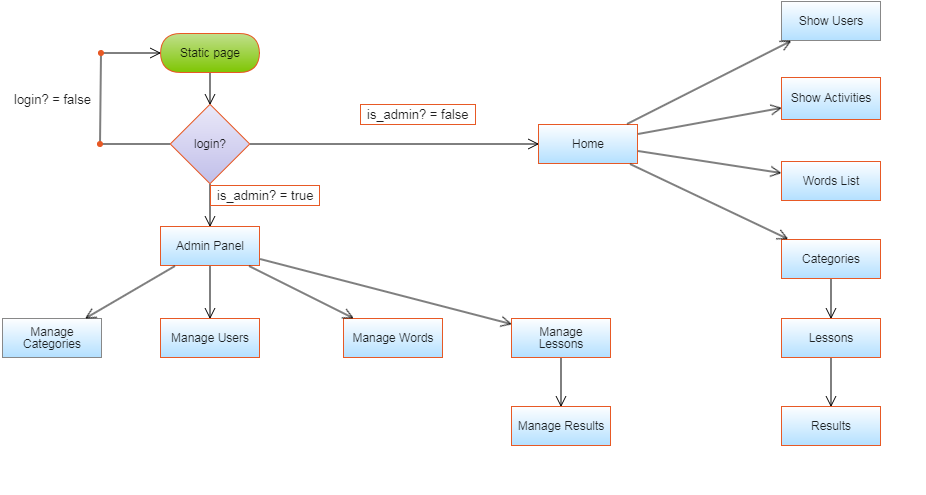 Show Users
Static page
login? = false
Show Activities
is_admin? = false
login?
Home
Words List
is_admin? = true
Admin Panel
Categories
Manage
Categories
Manage Users
Manage Words
Manage
Lessons
Lessons
Manage Results
Results